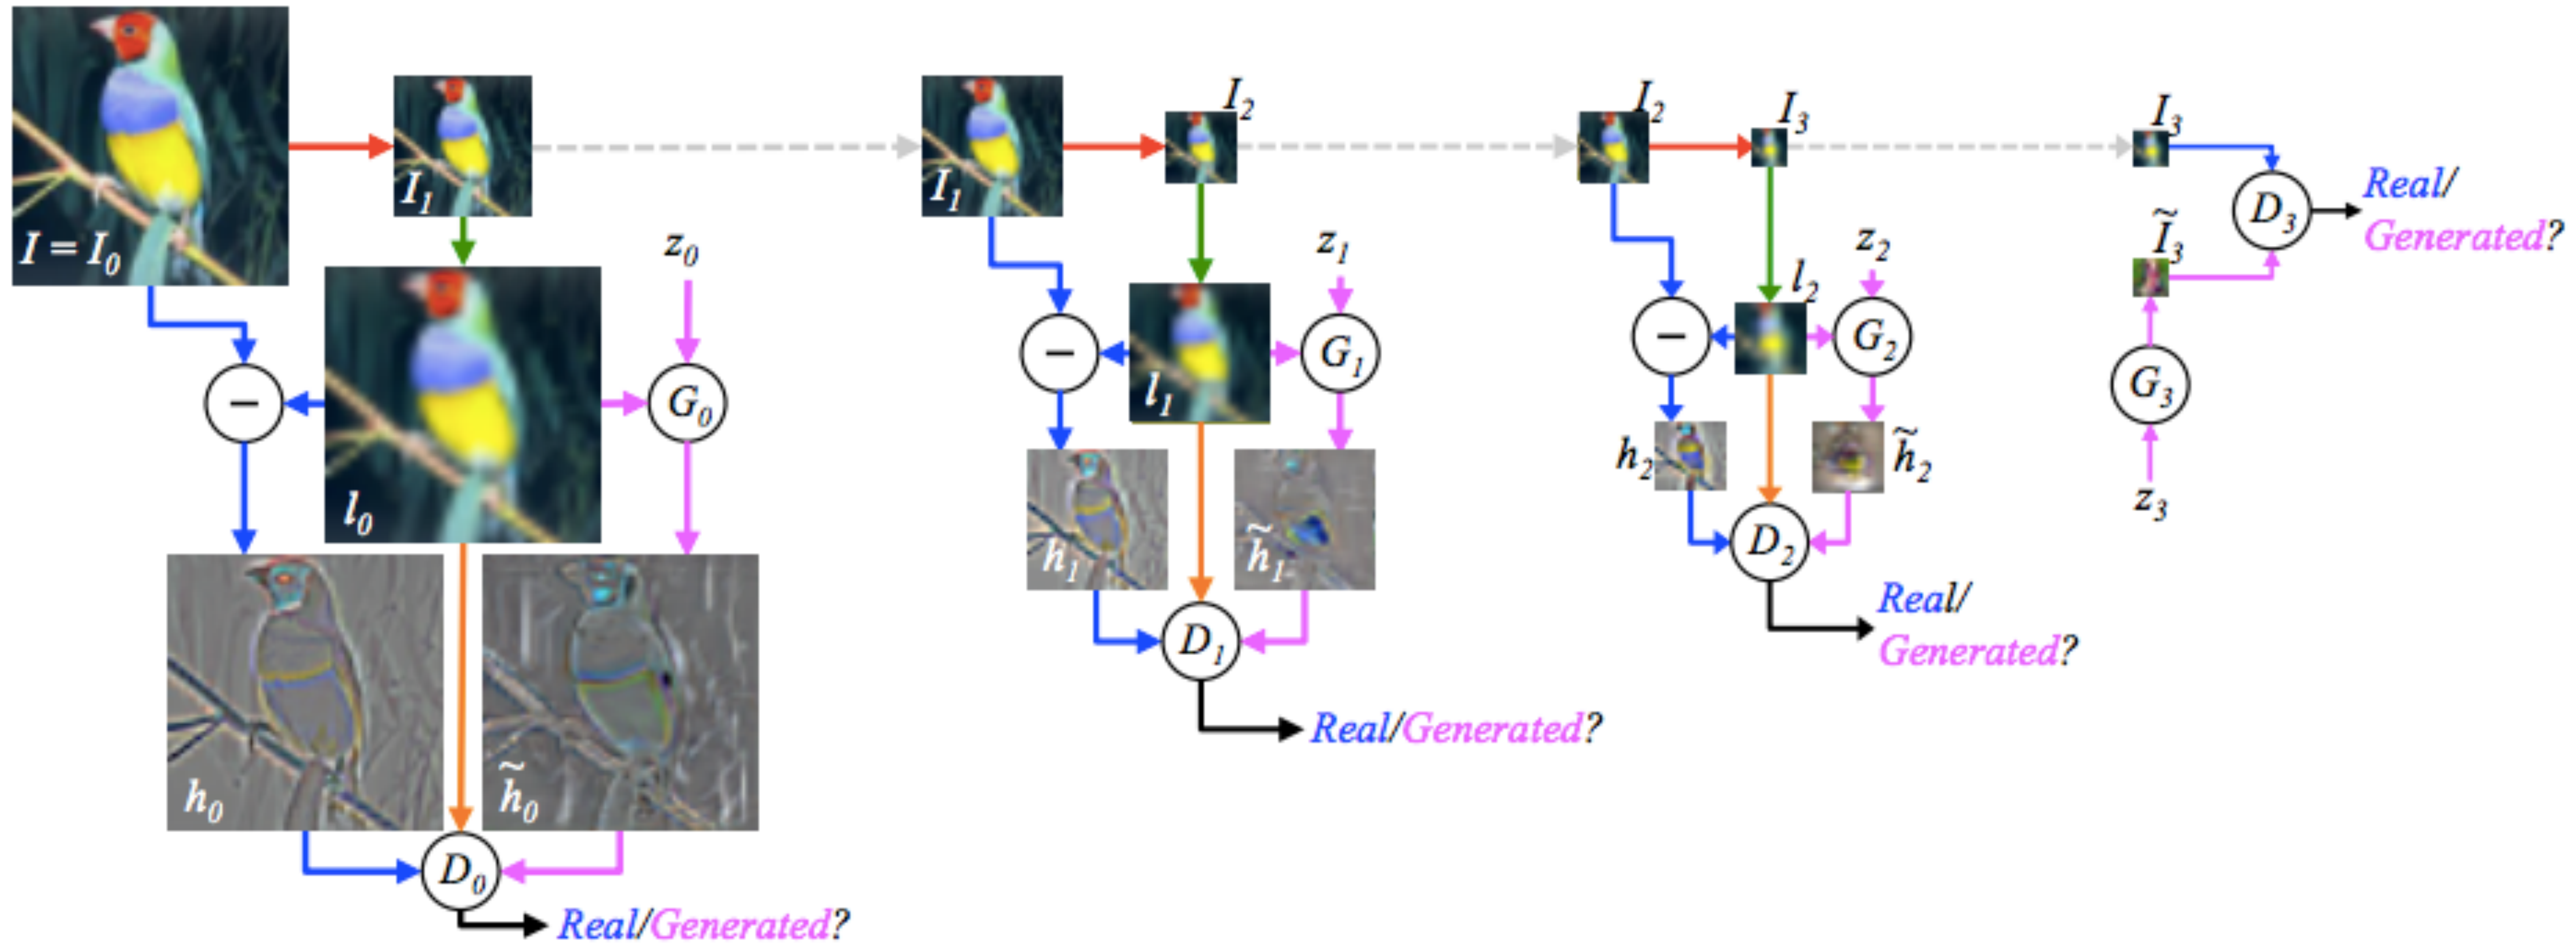 I = I₀
I₁
l₀
z₀
G₀
−
h₀
h̃₀
D₀
Real/Generated?
I₁
I₂
l₁
z₁
G₁
−
h₁
h̃₁
D₁
Real/Generated?
I₂
I₃
l₂
z₂
G₂
−
h₂
h̃₂
D₂
Real/
Generated?
I₃
Ĩ₃
D₃
Real/
Generated?
G₃
z₃